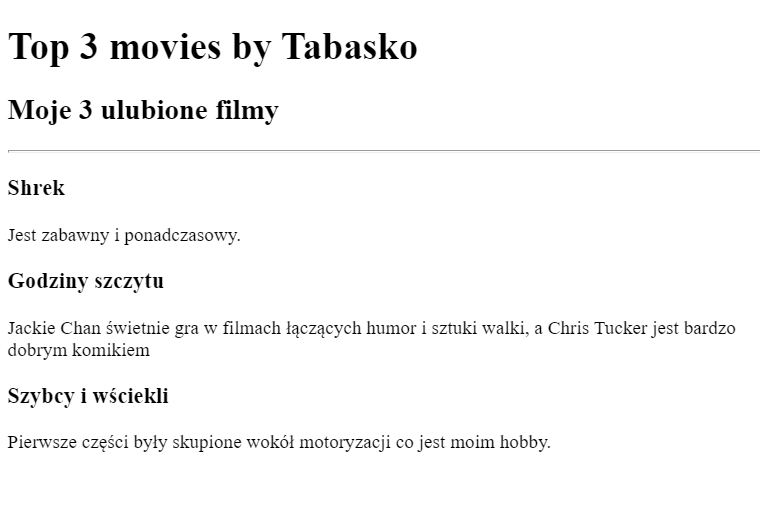 Top 3 movies by Tabasko
Moje 3 ulubione filmy
Shrek
Jest zabawny i ponadczasowy.
Godziny szczytu
Jackie Chan świetnie gra w filmach łączących humor i sztuki walki, a Chris Tucker jest bardzo
dobrym komikiem
Szybcy i wściekli
Pierwsze części były skupione wokół motoryzacji co jest moim hobby.